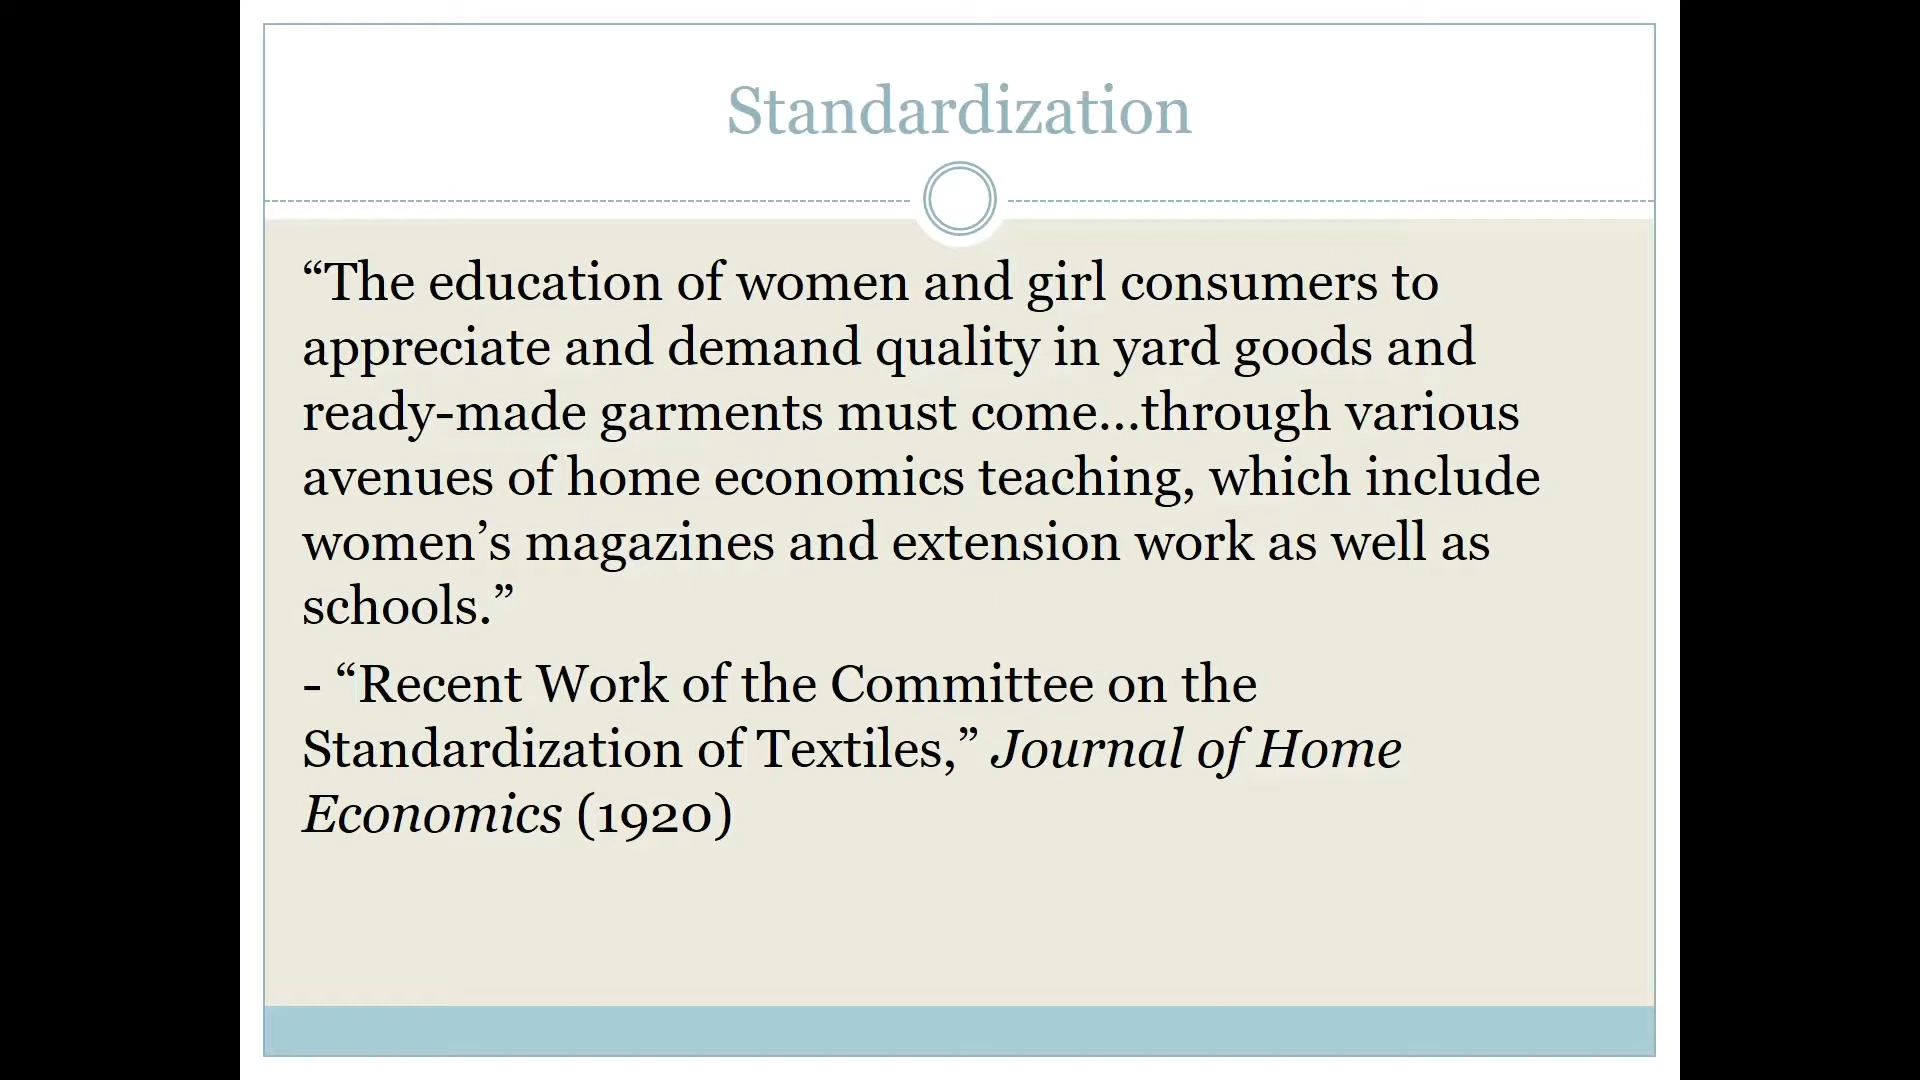 Standardization
“The education of women and girl consumers to
appreciate and demand quality in yard goods and
ready-made garments must come…through various
avenues of home economics teaching, which include
women’s magazines and extension work as well as
schools.”
- “Recent Work of the Committee on the
Standardization of Textiles,” Journal of Home
Economics (1920)